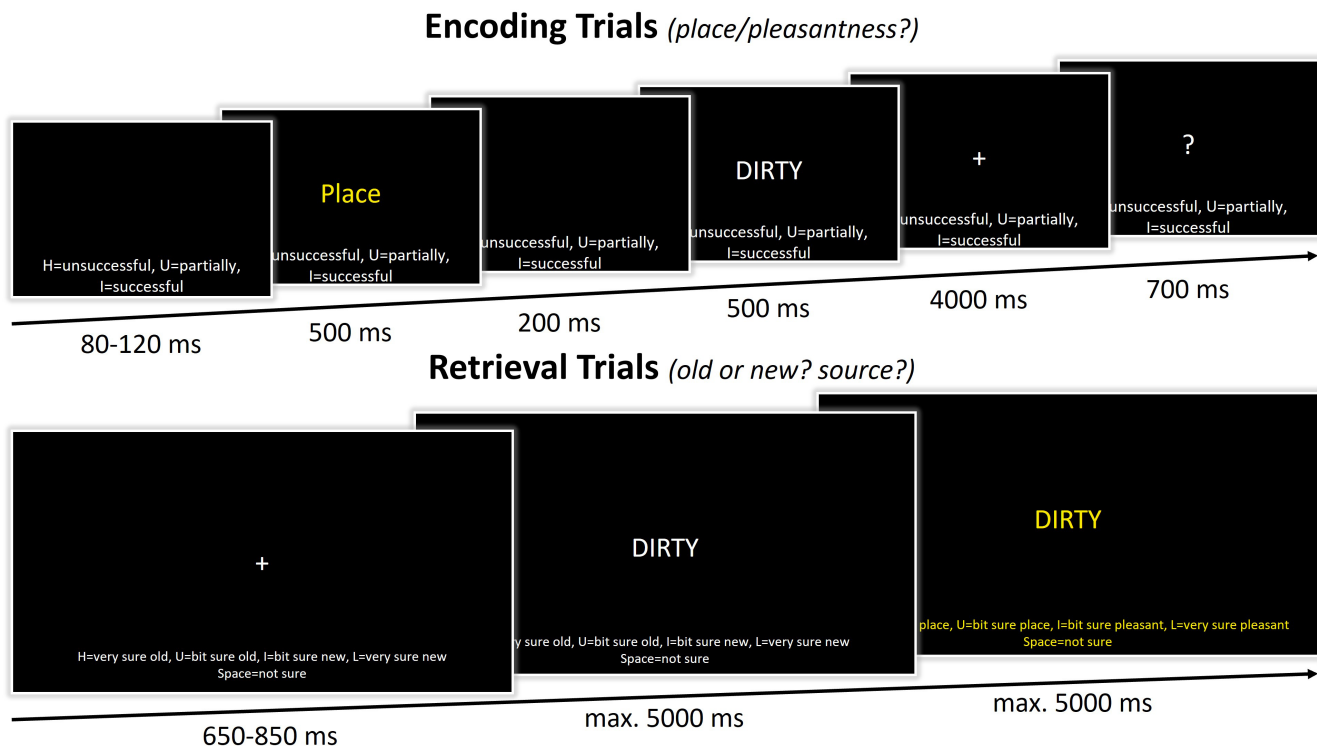 Encoding Trials (place/pleasantness?)
H=unsuccessful, U=partially,
I=successful
Place
unsuccessful, U=partially,
I=successful
unsuccessful, U=partially,
I=successful
DIRTY
unsuccessful, U=partially,
I=successful
+
unsuccessful, U=partially,
I=successful
?
unsuccessful, U=partially,
I=successful
80-120 ms
500 ms
200 ms
500 ms
4000 ms
700 ms
Retrieval Trials (old or new? source?)
+
H=very sure old, U=bit sure old, I=bit sure new, L=very sure new
Space=not sure
DIRTY
sure old, U=bit sure old, I=bit sure new, L=very sure new
Space=not sure
DIRTY
place, U=bit sure place, I=bit sure pleasant, L=very sure pleasant
Space=not sure
650-850 ms
max. 5000 ms
max. 5000 ms